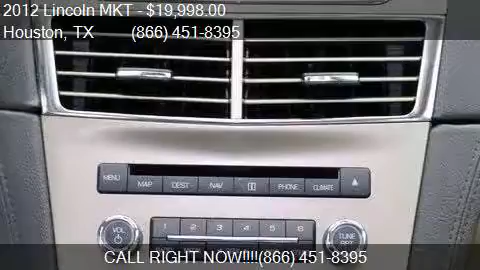 2012 Lincoln MKT - $19,998.00
Houston, TX (866) 451-8395
MENU MAP DEST NAV PHONE CLIMATE
VOL 1 2 3 4 5 6 TUNE
CALL RIGHT NOW!!!!(866) 451-8395